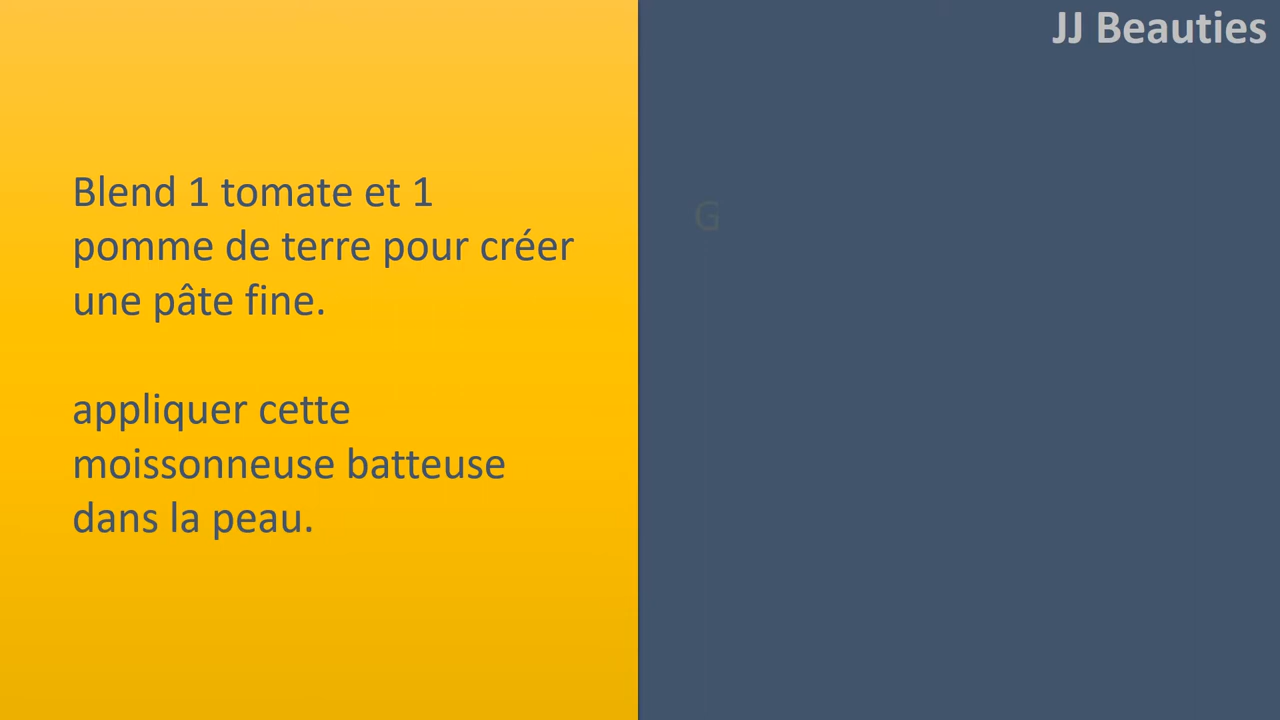 JJ Beauties
Blend 1 tomate et 1
pomme de terre pour créer
une pâte fine.
appliquer cette
moissonneuse batteuse
dans la peau.
G